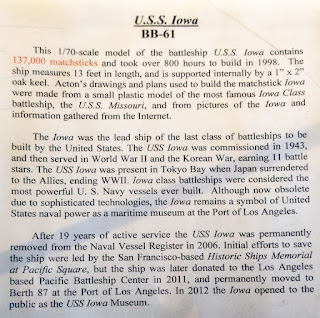 U.S.S. Iowa
BB-61
This 1/70-scale model of the battleship U.S.S. Iowa contains
137,000 matchsticks and took over 800 hours to build in 1998. The
ship measures 13 feet in length, and is supported internally by a 1" x 2"
oak keel. Acton's drawings and plans used to build the matchstick Iowa
were made from a small plastic model of the most famous Iowa Class
battleship, the U.S.S. Missouri, and from pictures of the Iowa and
information gathered from the Internet.
The Iowa was the lead ship of the last class of battleships to be
built by the United States. The USS Iowa was commissioned in 1943,
and then served in World War II and the Korean War, earning 11 battle
stars. The USS Iowa was present in Tokyo Bay when Japan surrendered
to the Allies, ending WWII. Iowa class battleships were considered the
most powerful U. S. Navy vessels ever built. Although now obsolete
due to sophisticated technologies, the Iowa remains a symbol of United
States naval power as a maritime museum at the Port of Los Angeles.
After 19 years of active service the USS Iowa was permanently
removed from the Naval Vessel Register in 2006. Initial efforts to save
the ship were led by the San Francisco-based Historic Ships Memorial
at Pacific Square, but the ship was later donated to the Los Angeles
based Pacific Battleship Center in 2011, and permanently moved to
Berth 87 at the Port of Los Angeles. In 2012 the Iowa opened to the
public as the USS Iowa Museum.